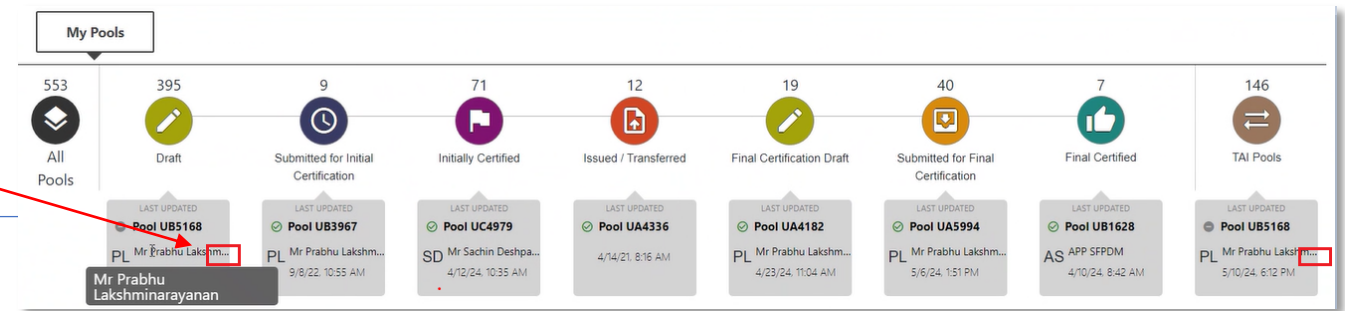 My Pools
553
All
Pools
395
Draft
9
Submitted for Initial
Certification
71
Initially Certified
12
Issued / Transferred
19
Final Certification Draft
40
Submitted for Final
Certification
7
Final Certified
146
TAI Pools
LAST UPDATED
Pool UB5168
PL Mr Prabhu Lakshm...
Mr Prabhu
Lakshminarayanan
LAST UPDATED
Pool UB3967
PL Mr Prabhu Lakshm...
9/8/22, 10:55 AM
LAST UPDATED
Pool UC4979
SD Mr Sachin Deshpa...
4/12/24, 10:35 AM
LAST UPDATED
Pool UA4336
4/14/21, 8:16 AM
LAST UPDATED
Pool UA4182
PL Mr Prabhu Lakshm...
4/23/24, 11:04 AM
LAST UPDATED
Pool UA5994
PL Mr Prabhu Lakshm...
5/6/24, 1:51 PM
LAST UPDATED
Pool UB1628
AS APP SFPDM
4/10/24, 8:42 AM
LAST UPDATED
Pool UB5168
PL Mr Prabhu Lakshm...
5/10/24, 6:12 PM